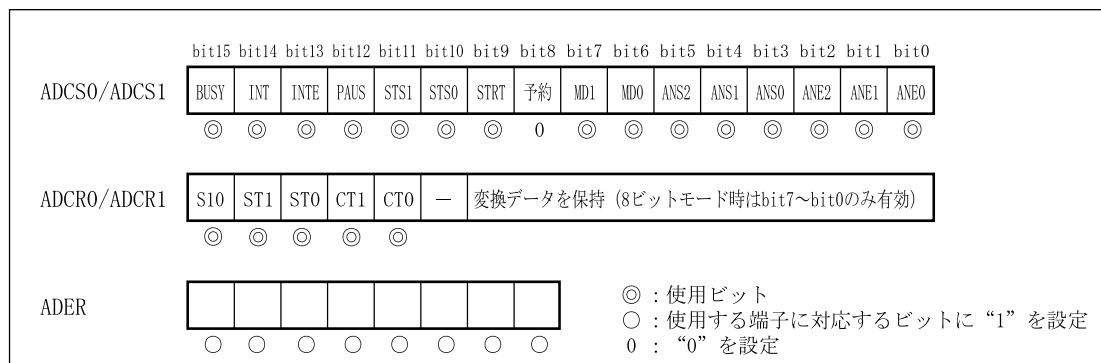 bit15 bit14 bit13 bit12 bit11 bit10 bit9 bit8 bit7 bit6 bit5 bit4 bit3 bit2 bit1 bit0
ADCS0/ADCS1 BUSY INT INTE PAUS STS1 STS0 STRT 予約 MD1 MD0 ANS2 ANS1 ANS0 ANE2 ANE1 ANE0
◎ ◎ ◎ ◎ ◎ ◎ ◎ 0 ◎ ◎ ◎ ◎ ◎ ◎ ◎ ◎
ADCR0/ADCR1 S10 ST1 ST0 CT1 CT0 － 変換データを保持（8ビットモード時はbit7～bit0のみ有効）
◎ ◎ ◎ ◎ ◎
ADER
○ ○ ○ ○ ○ ○ ○ ○
◎：使用ビット
○：使用する端子に対応するビットに“1”を設定
0：“0”を設定